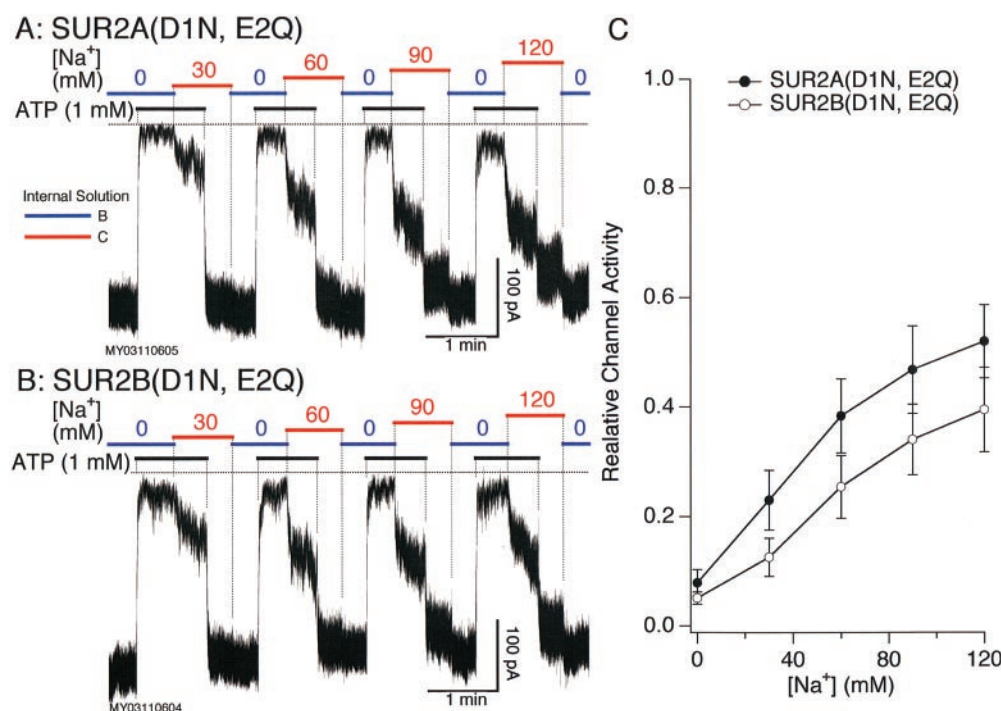 A: SUR2A(D1N, E2Q)
[Na⁺]
(mM)
0 30 0 60 0 90 0 120 0
ATP (1 mM)
Internal Solution
B
C
100 pA
1 min
MY03110605
B: SUR2B(D1N, E2Q)
[Na⁺]
(mM)
0 30 0 60 0 90 0 120 0
ATP (1 mM)
100 pA
1 min
MY03110604
C
SUR2A(D1N, E2Q)
SUR2B(D1N, E2Q)
Realative Channel Activity
1.0
0.8
0.6
0.4
0.2
0.0
0 40 80 120
[Na⁺] (mM)